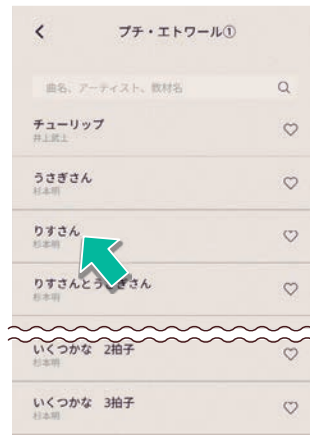 プチ・エトワール①
曲名、アーティスト、教材名
チューリップ
井上武士
うさぎさん
杉本明
りすさん
杉本明
りすさんとうさぎさん
杉本明
いくつかな 2拍子
杉本明
いくつかな 3拍子
杉本明